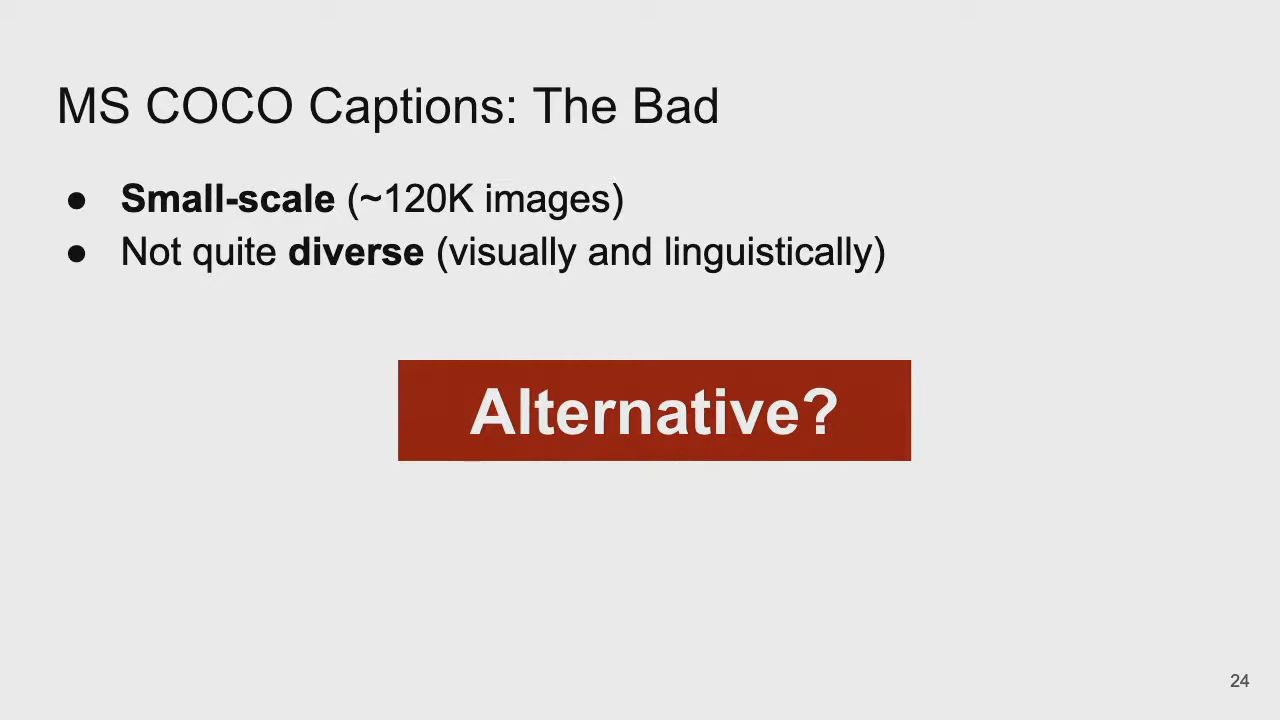 MS COCO Captions: The Bad
● Small-scale (~120K images)
● Not quite diverse (visually and linguistically)
Alternative?
24